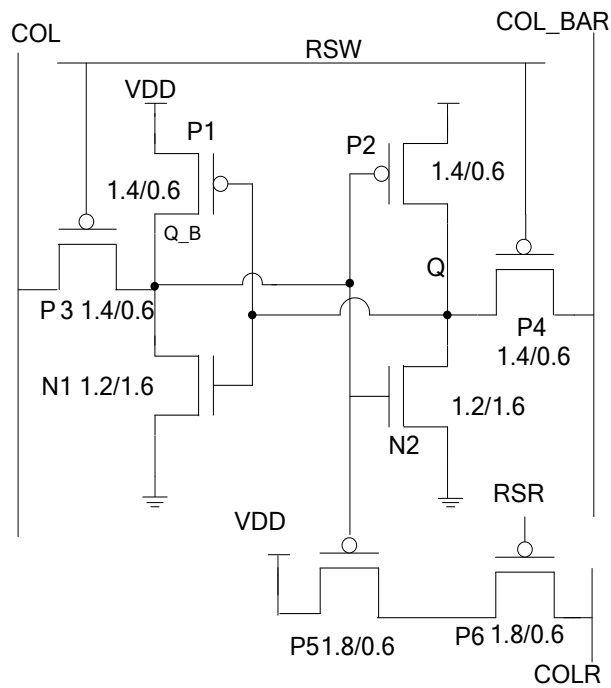 COL
COL_BAR
RSW
VDD
P1
P2
1.4/0.6
1.4/0.6
Q_B
Q
P3 1.4/0.6
P4
1.4/0.6
N1 1.2/1.6
1.2/1.6
N2
RSR
VDD
P51.8/0.6
P6 1.8/0.6
COLR